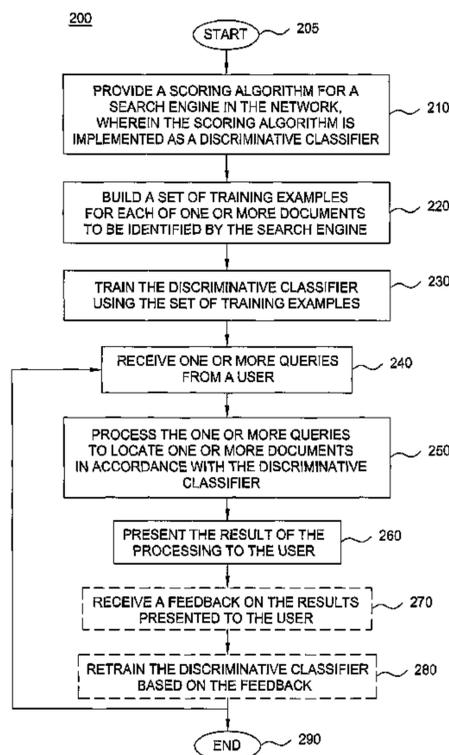 200
START
205
PROVIDE A SCORING ALGORITHM FOR A
SEARCH ENGINE IN THE NETWORK,
WHEREIN THE SCORING ALGORITHM IS
IMPLEMENTED AS A DISCRIMINATIVE CLASSIFIER
210
BUILD A SET OF TRAINING EXAMPLES
FOR EACH OF ONE OR MORE DOCUMENTS
TO BE IDENTIFIED BY THE SEARCH ENGINE
220
TRAIN THE DISCRIMINATIVE CLASSIFIER
USING THE SET OF TRAINING EXAMPLES
230
RECEIVE ONE OR MORE QUERIES
FROM A USER
240
PROCESS THE ONE OR MORE QUERIES
TO LOCATE ONE OR MORE DOCUMENTS
IN ACCORDANCE WITH THE DISCRIMINATIVE
CLASSIFIER
250
PRESENT THE RESULT OF THE
PROCESSING TO THE USER
260
RECEIVE A FEEDBACK ON THE RESULTS
PRESENTED TO THE USER
270
RETRAIN THE DISCRIMINATIVE CLASSIFIER
BASED ON THE FEEDBACK
280
END
290